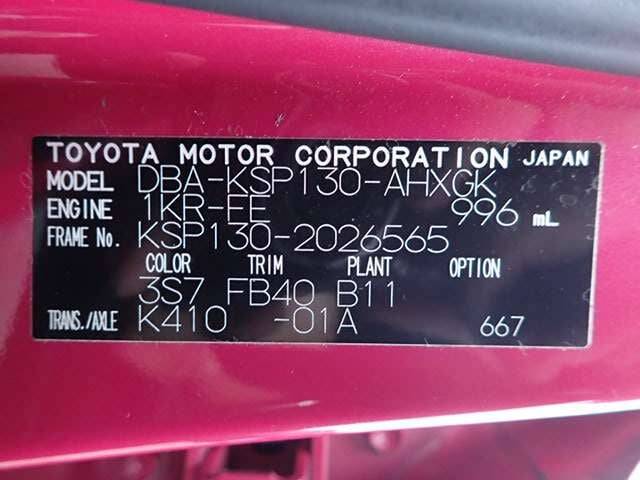 TOYOTA MOTOR CORPORATION JAPAN
MODEL DBA-KSP130-AHXGK
ENGINE 1KR-EE 996 mL
FRAME No. KSP130-2026565
COLOR TRIM PLANT OPTION
3S7 FB40 B11
TRANS./AXLE K410 -01A 667